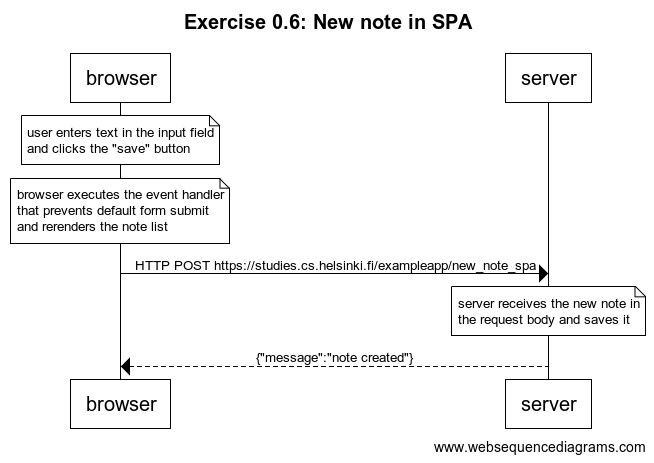 Exercise 0.6: New note in SPA
browser
server
user enters text in the input field
and clicks the "save" button
browser executes the event handler
that prevents default form submit
and rerenders the note list
HTTP POST https://studies.cs.helsinki.fi/exampleapp/new_note_spa
server receives the new note in
the request body and saves it
{"message":"note created"}
browser
server
www.websequencediagrams.com